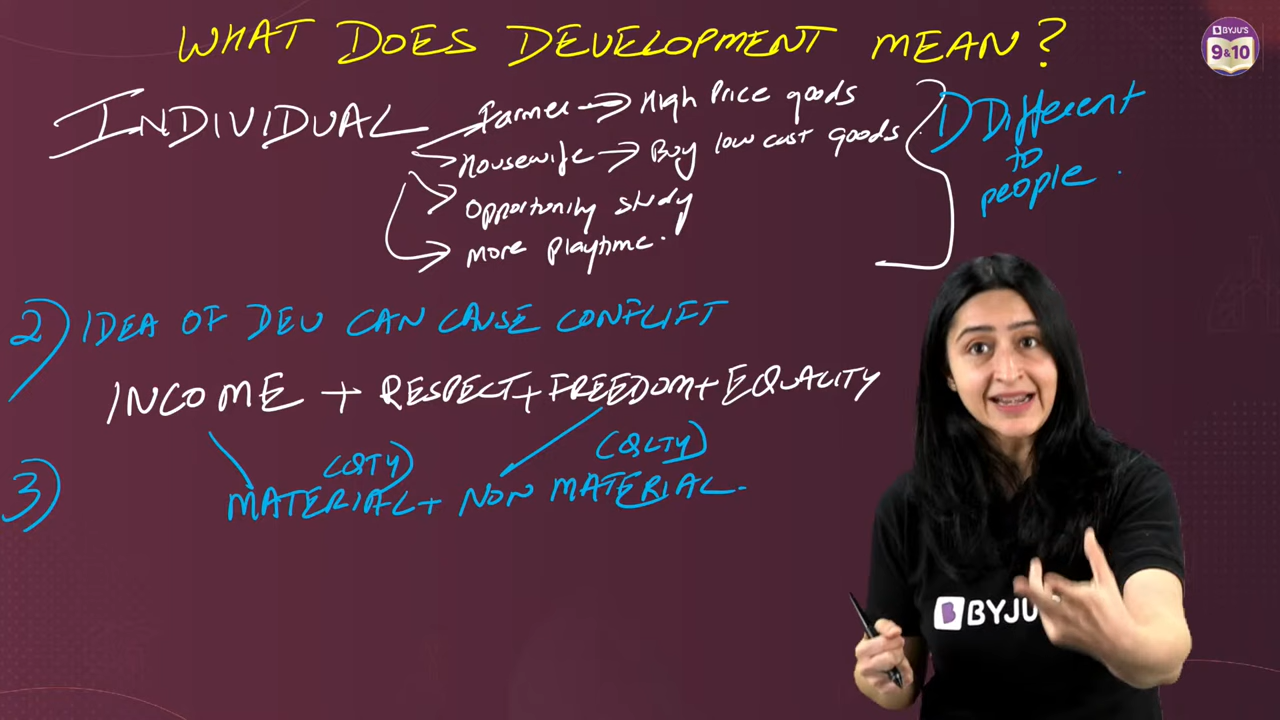 WHAT DOES DEVELOPMENT MEAN?
BYJU'S
9&10
INDIVIDUAL
Farmer → High Price goods
Housewife → Buy low cost goods
Opportunity study
More playtime.
1) Different
to
people.
2) IDEA OF DEV CAN CAUSE CONFLIFT
INCOME + RESPECT + FREEDOM + EQUALITY
3)
(QTY) (QLTY)
MATERIAL + NON MATERIAL.
BYJU